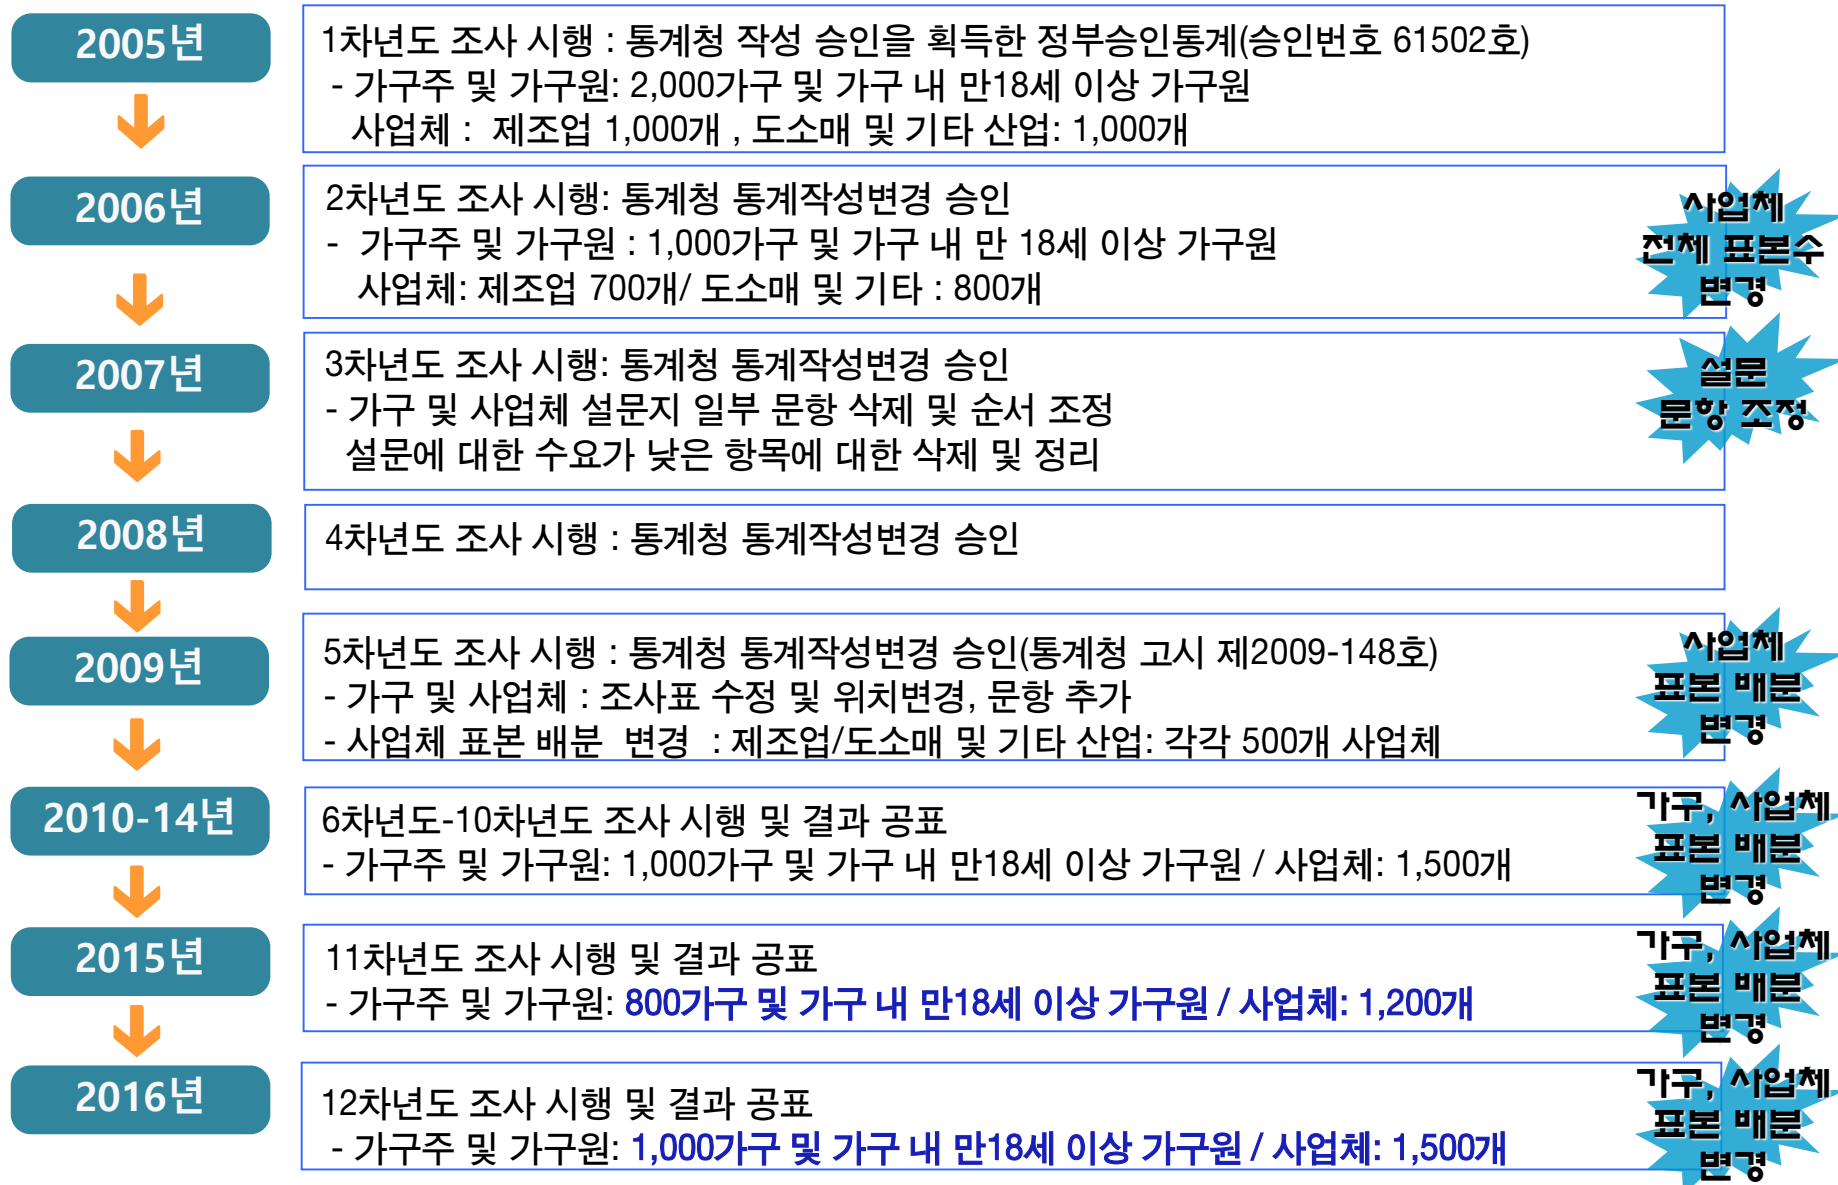 2005년
1차년도 조사 시행 : 통계청 작성 승인을 획득한 정부승인통계(승인번호 61502호)
- 가구주 및 가구원: 2,000가구 및 가구 내 만18세 이상 가구원
사업체 : 제조업 1,000개 , 도소매 및 기타 산업: 1,000개
2006년
2차년도 조사 시행: 통계청 통계작성변경 승인
- 가구주 및 가구원 : 1,000가구 및 가구 내 만 18세 이상 가구원
사업체: 제조업 700개/ 도소매 및 기타 : 800개
사업체
전체 표본수
변경
2007년
3차년도 조사 시행: 통계청 통계작성변경 승인
- 가구 및 사업체 설문지 일부 문항 삭제 및 순서 조정
설문에 대한 수요가 낮은 항목에 대한 삭제 및 정리
설문
문항 조정
2008년
4차년도 조사 시행 : 통계청 통계작성변경 승인
2009년
5차년도 조사 시행 : 통계청 통계작성변경 승인(통계청 고시 제2009-148호)
- 가구 및 사업체 : 조사표 수정 및 위치변경, 문항 추가
- 사업체 표본 배분 변경 : 제조업/도소매 및 기타 산업: 각각 500개 사업체
사업체
표본 배분
변경
2010-14년
6차년도-10차년도 조사 시행 및 결과 공표
- 가구주 및 가구원: 1,000가구 및 가구 내 만18세 이상 가구원 / 사업체: 1,500개
가구, 사업체
표본 배분
변경
2015년
11차년도 조사 시행 및 결과 공표
- 가구주 및 가구원: 800가구 및 가구 내 만18세 이상 가구원 / 사업체: 1,200개
가구, 사업체
표본 배분
변경
2016년
12차년도 조사 시행 및 결과 공표
- 가구주 및 가구원: 1,000가구 및 가구 내 만18세 이상 가구원 / 사업체: 1,500개
가구, 사업체
표본 배분
변경